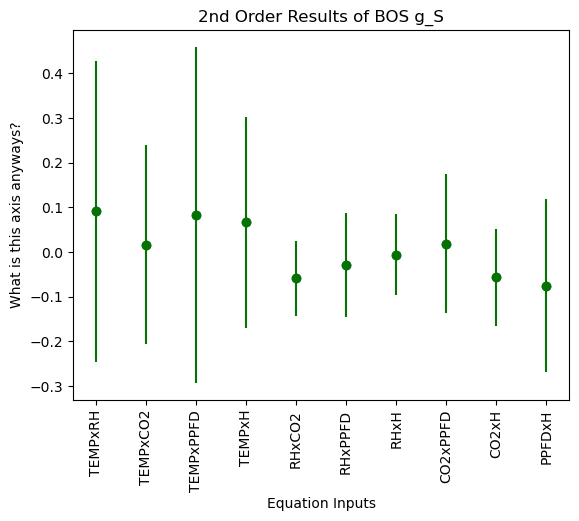 2nd Order Results of BOS g_S
What is this axis anyways?
0.4
0.3
0.2
0.1
0.0
−0.1
−0.2
−0.3
TEMPxRH
TEMPxCO2
TEMPxPPFD
TEMPxH
RHxCO2
RHxPPFD
RHxH
CO2xPPFD
CO2xH
PPFDxH
Equation Inputs